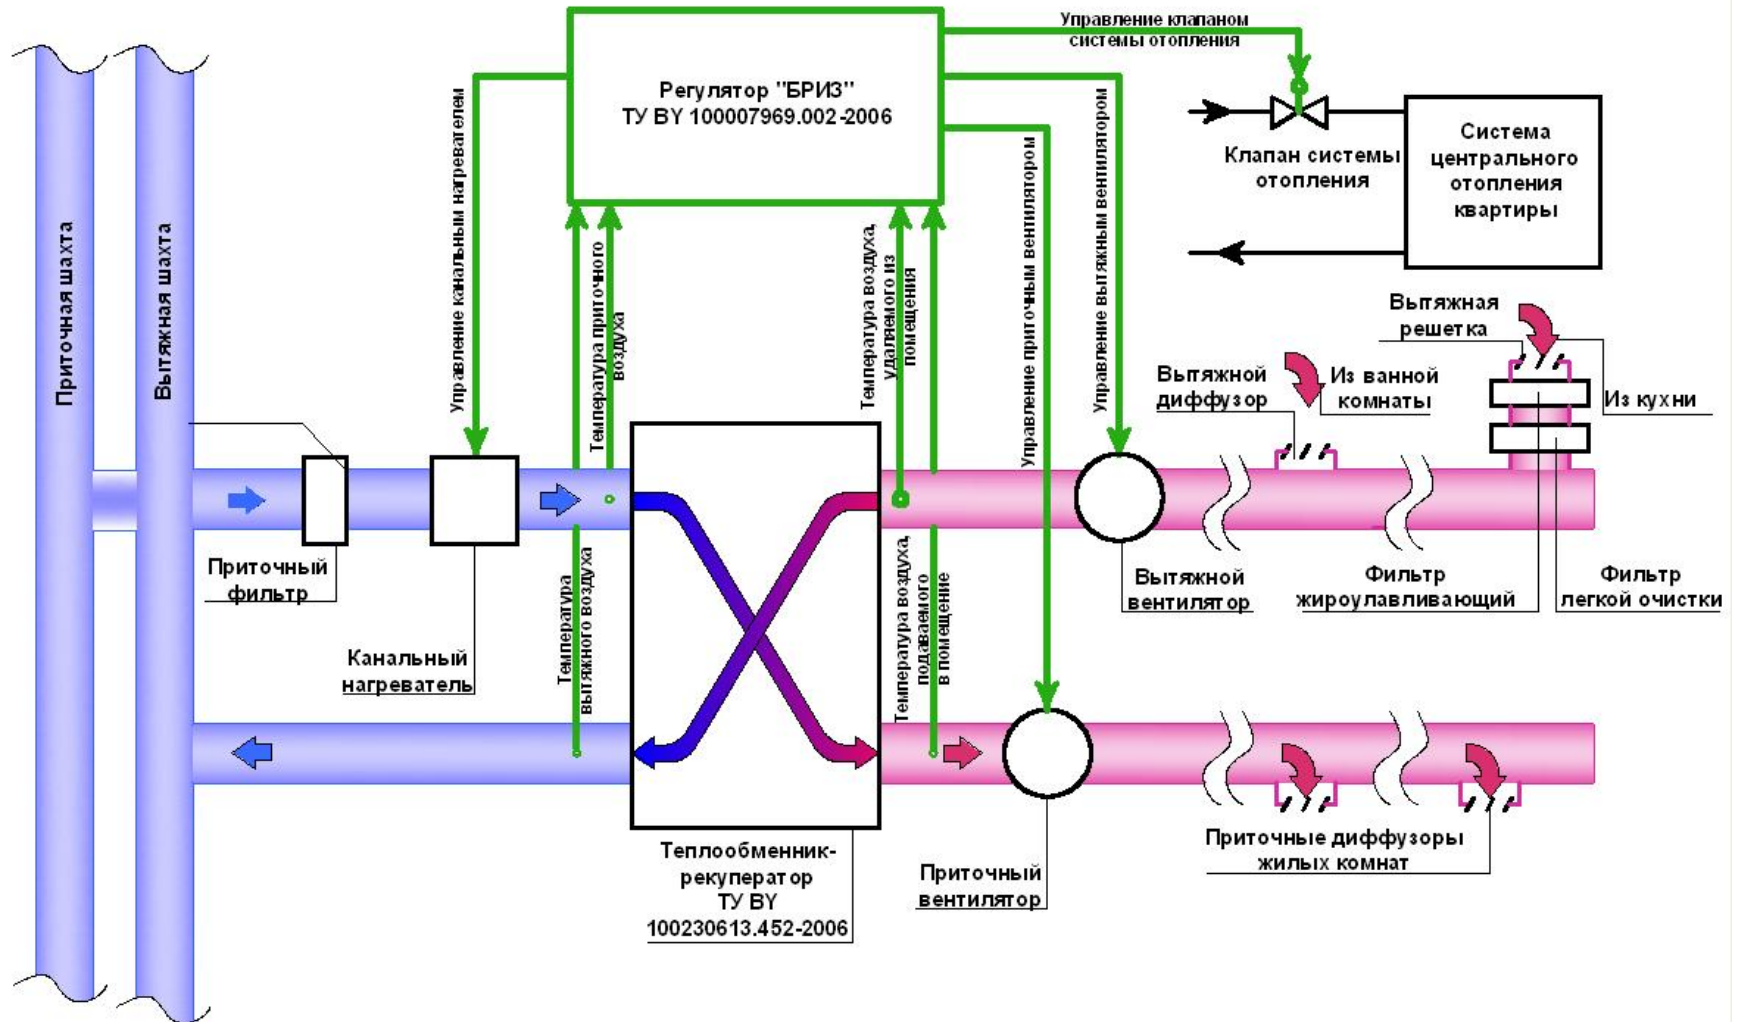 Управление клапаном
системы отопления
Регулятор "БРИЗ"
ТУ BY 100007969.002-2006
Клапан системы
отопления
Система
центрального
отопления
квартиры
Приточная шахта
Вытяжная шахта
Управление канальным нагревателем
Температура приточного
воздуха
Температура воздуха,
удаляемого из
помещения
Управление приточным вентилятором
Управление вытяжным вентилятором
Вытяжная
решетка
Вытяжной
диффузор
Из ванной
комнаты
Из кухни
Приточный
фильтр
Канальный
нагреватель
Температура
вытяжного воздуха
Температура воздуха,
подаваемого
в помещение
Вытяжной
вентилятор
Фильтр
жироулавливающий
Фильтр
легкой очистки
Теплообменник-
рекуператор
ТУ BY
100230613.452-2006
Приточный
вентилятор
Приточные диффузоры
жилых комнат